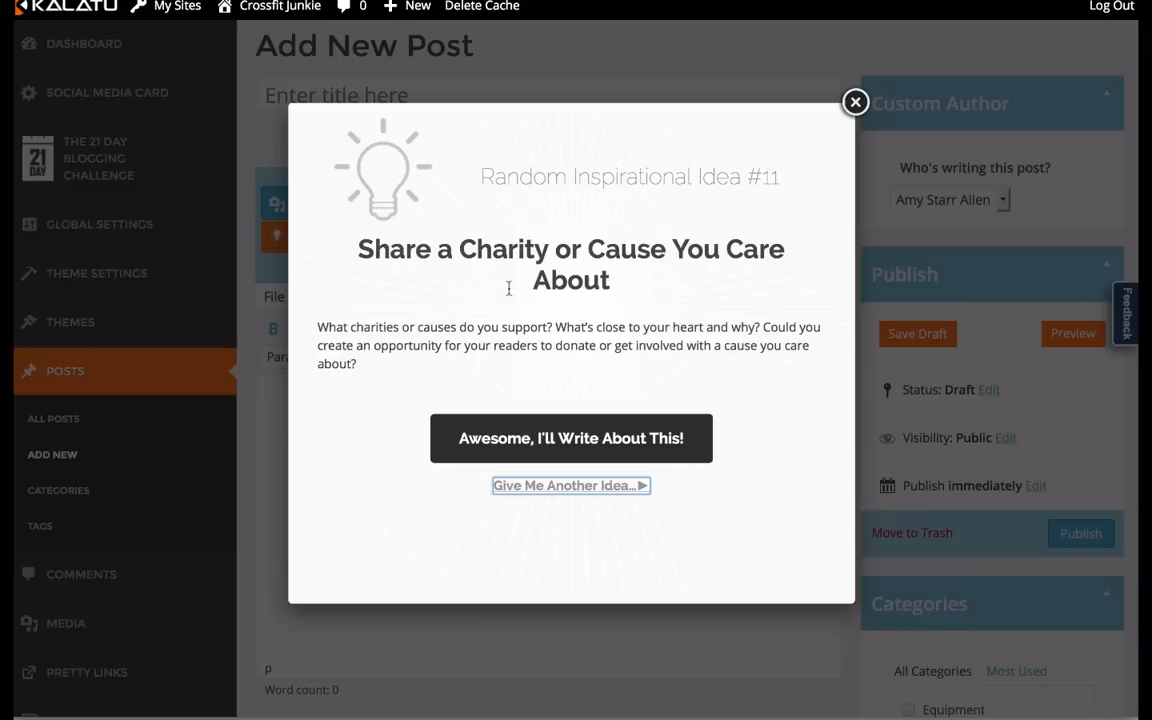 KALATU
My Sites
Crossfit Junkie
0
New
Delete Cache
Log Out
DASHBOARD
SOCIAL MEDIA CARD
21
DAY
THE 21 DAY
BLOGGING
CHALLENGE
GLOBAL SETTINGS
THEME SETTINGS
THEMES
POSTS
ALL POSTS
ADD NEW
CATEGORIES
TAGS
COMMENTS
MEDIA
PRETTY LINKS
Add New Post
Enter title here
File
B
Para
p
Word count: 0
Random Inspirational Idea #11
Share a Charity or Cause You Care
About
What charities or causes do you support? What's close to your heart and why? Could you
create an opportunity for your readers to donate or get involved with a cause you care
about?
Awesome, I'll Write About This!
Give Me Another Idea...
Custom Author
Who's writing this post?
Amy Starr Allen
Publish
Save Draft
Preview
Status: Draft Edit
Visibility: Public Edit
Publish immediately Edit
Move to Trash
Publish
Categories
All Categories
Most Used
Equipment
Feedback